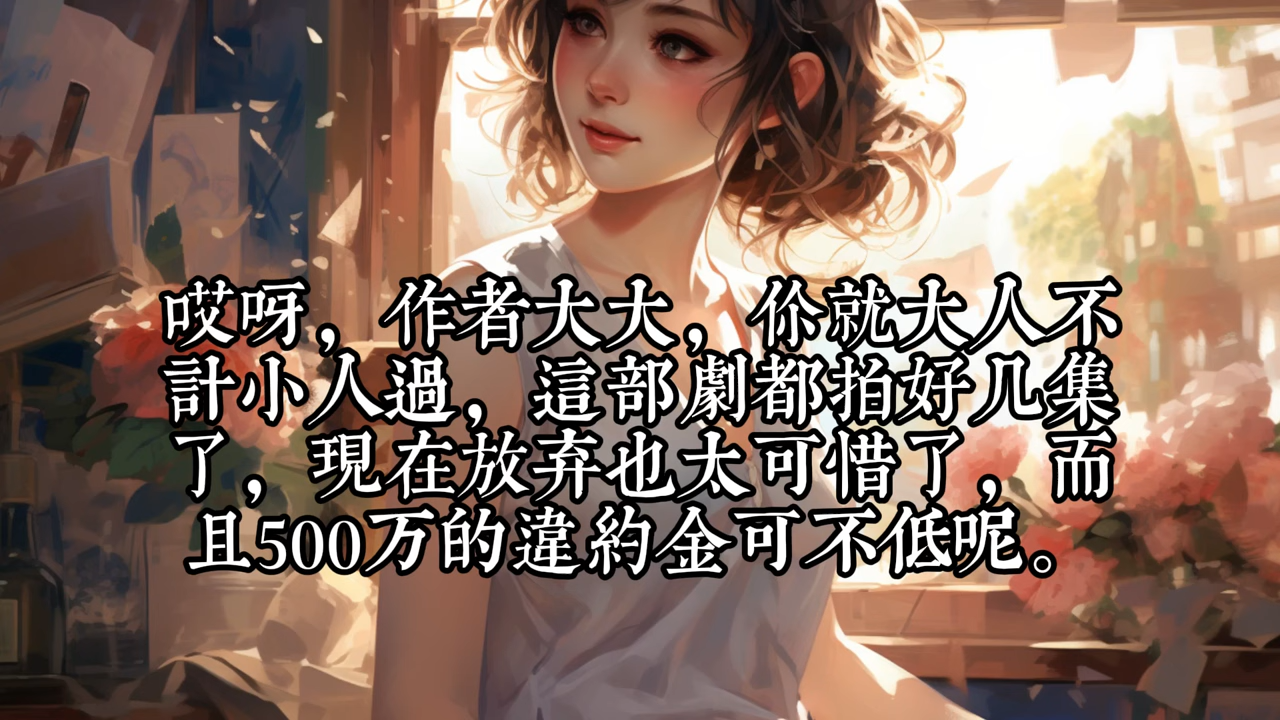 哎呀，作者大大，你就大人不
計小人過，這部劇都拍好几集
了，現在放弃也太可惜了，而
且500万的違約金可不低呢。